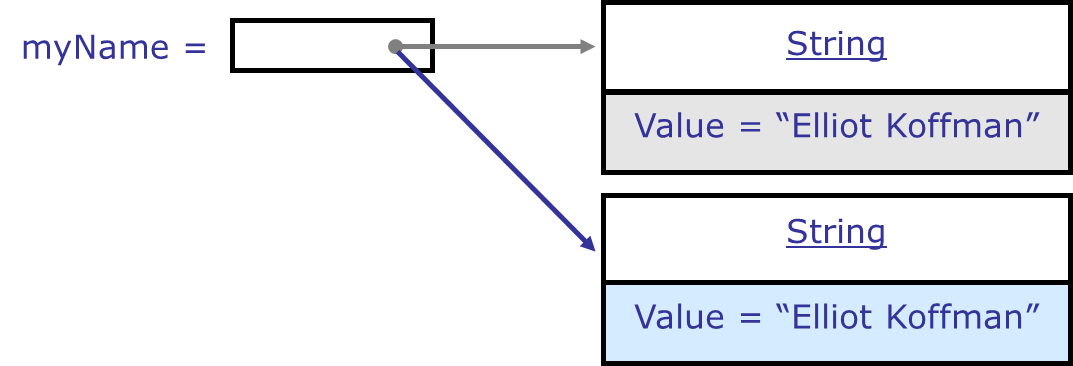 myName =
String
Value = “Elliot Koffman”
String
Value = “Elliot Koffman”